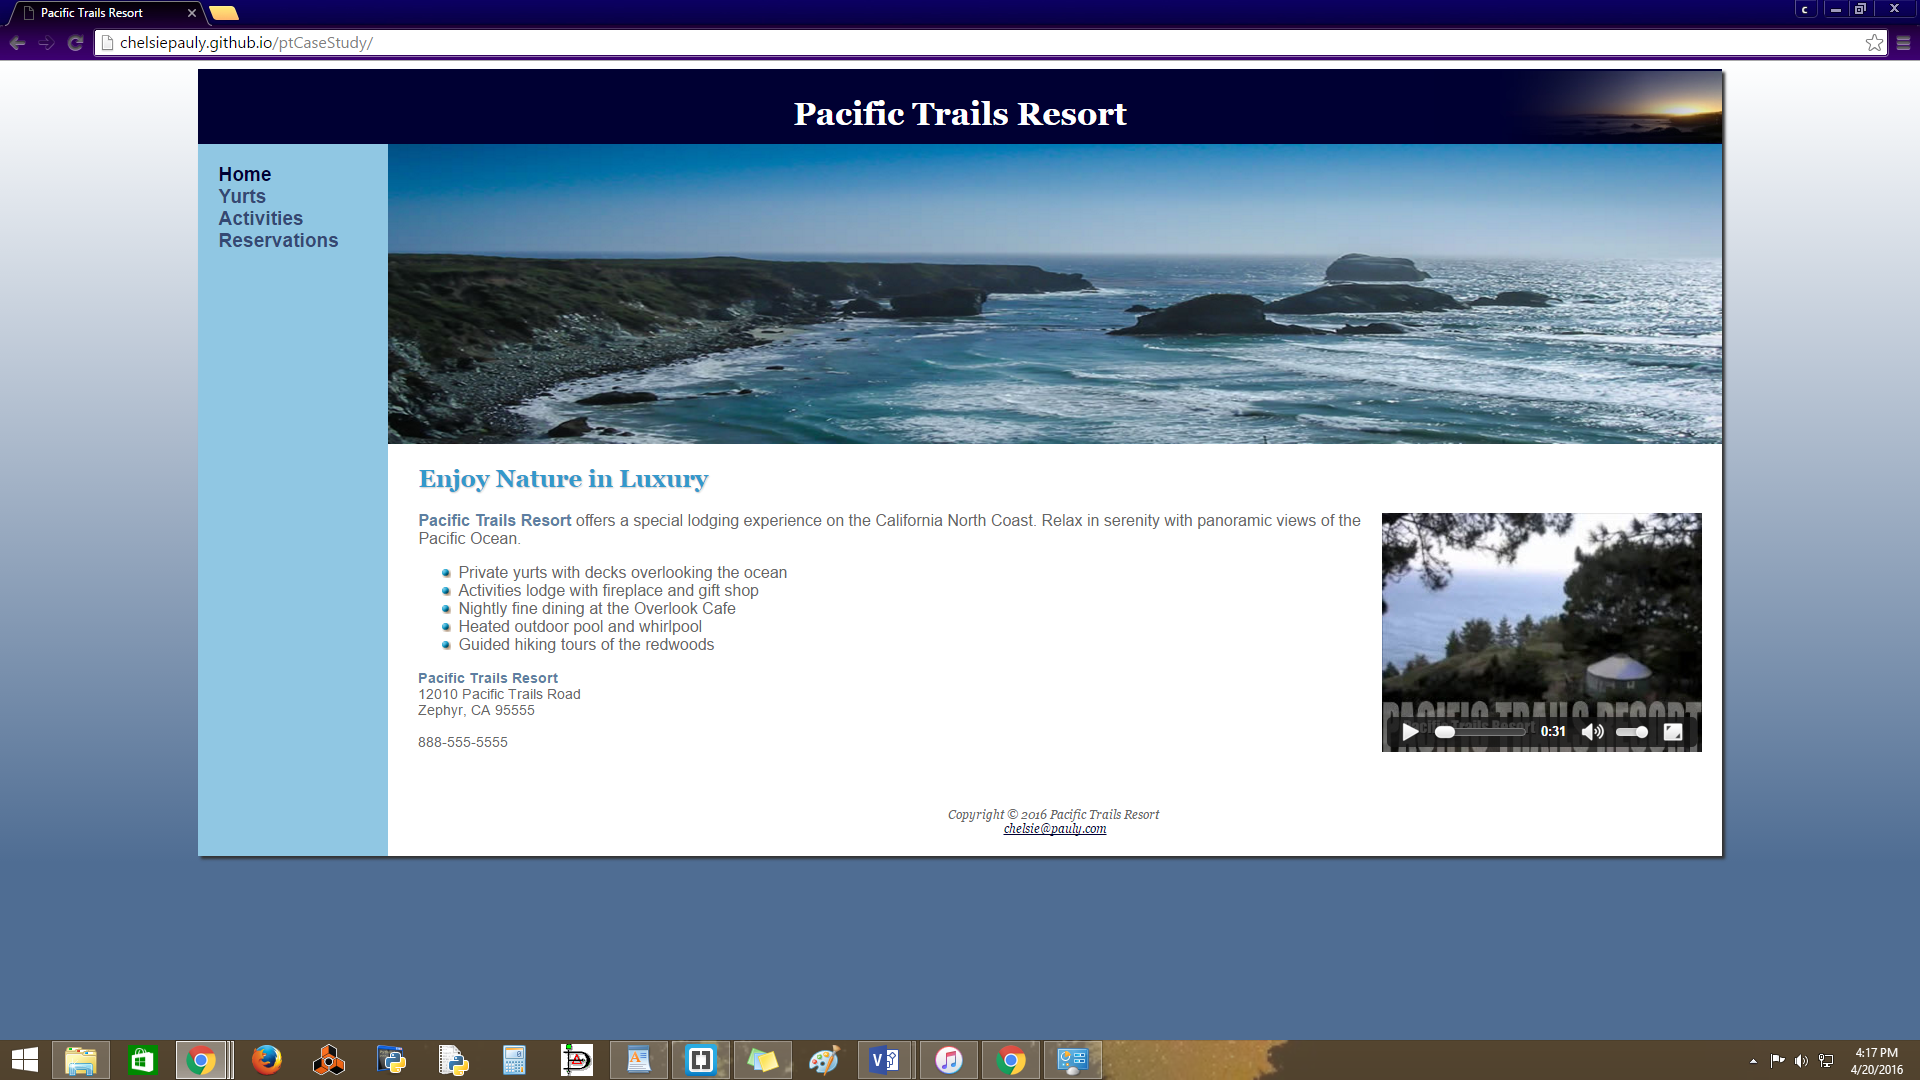 Pacific Trails Resort
chelsiepauly.github.io/ptCaseStudy/
Pacific Trails Resort
Home
Yurts
Activities
Reservations
Enjoy Nature in Luxury
Pacific Trails Resort offers a special lodging experience on the California North Coast. Relax in serenity with panoramic views of the
Pacific Ocean.
Private yurts with decks overlooking the ocean
Activities lodge with fireplace and gift shop
Nightly fine dining at the Overlook Cafe
Heated outdoor pool and whirlpool
Guided hiking tours of the redwoods
Pacific Trails Resort
12010 Pacific Trails Road
Zephyr, CA 95555
888-555-5555
PACIFIC TRAILS RESORT
Pacific Trails Resort
0:31
Copyright © 2016 Pacific Trails Resort
chelsie@pauly.com
4:17 PM
4/20/2016